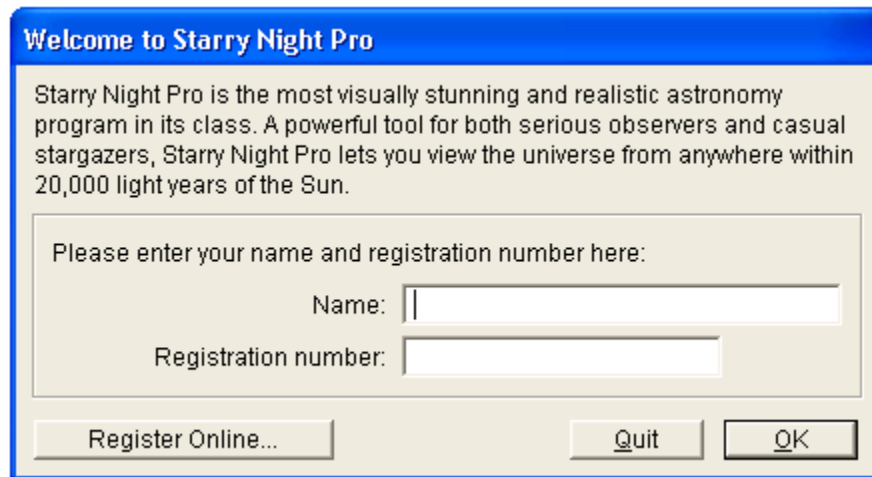 Welcome to Starry Night Pro
Starry Night Pro is the most visually stunning and realistic astronomy
program in its class. A powerful tool for both serious observers and casual
stargazers, Starry Night Pro lets you view the universe from anywhere within
20,000 light years of the Sun.
Please enter your name and registration number here:
Name:
Registration number:
Register Online... Quit OK